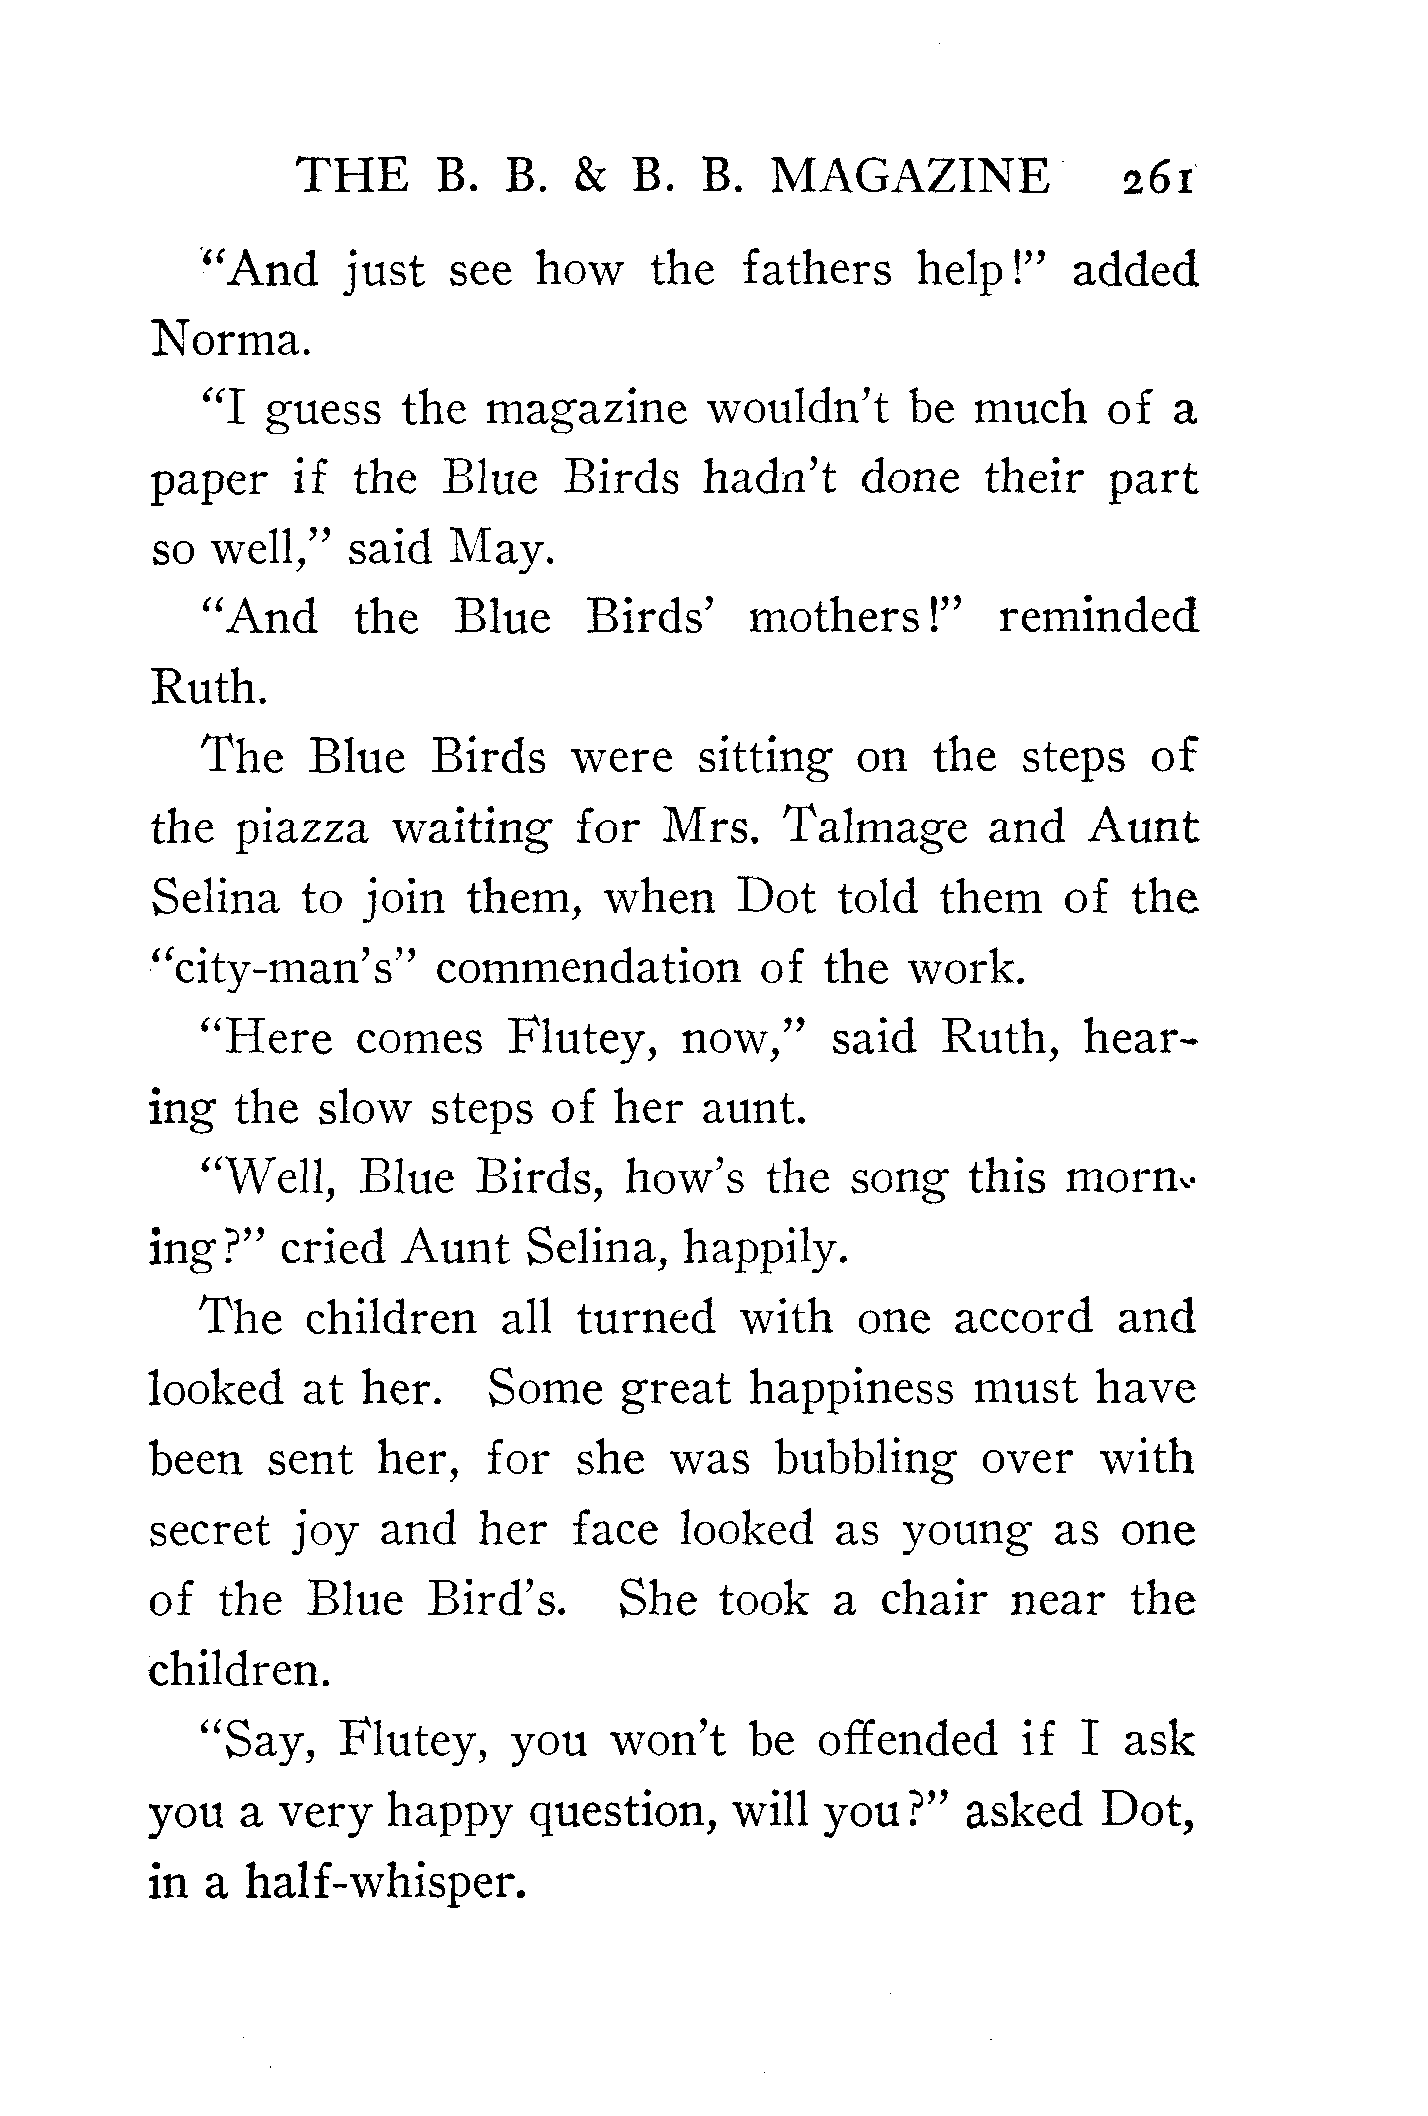 THE B. B. & B. B. MAGAZINE 261
“And just see how the fathers help!” added
Norma.
“I guess the magazine wouldn’t be much of a
paper if the Blue Birds hadn’t done their part
so well,” said May.
“And the Blue Birds’ mothers!” reminded
Ruth.
The Blue Birds were sitting on the steps of
the piazza waiting for Mrs. Talmage and Aunt
Selina to join them, when Dot told them of the
“city-man’s” commendation of the work.
“Here comes Flutey, now,” said Ruth, hear-
ing the slow steps of her aunt.
“Well, Blue Birds, how’s the song this morn-
ing?” cried Aunt Selina, happily.
The children all turned with one accord and
looked at her. Some great happiness must have
been sent her, for she was bubbling over with
secret joy and her face looked as young as one
of the Blue Bird’s. She took a chair near the
children.
“Say, Flutey, you won’t be offended if I ask
you a very happy question, will you?” asked Dot,
in a half-whisper.